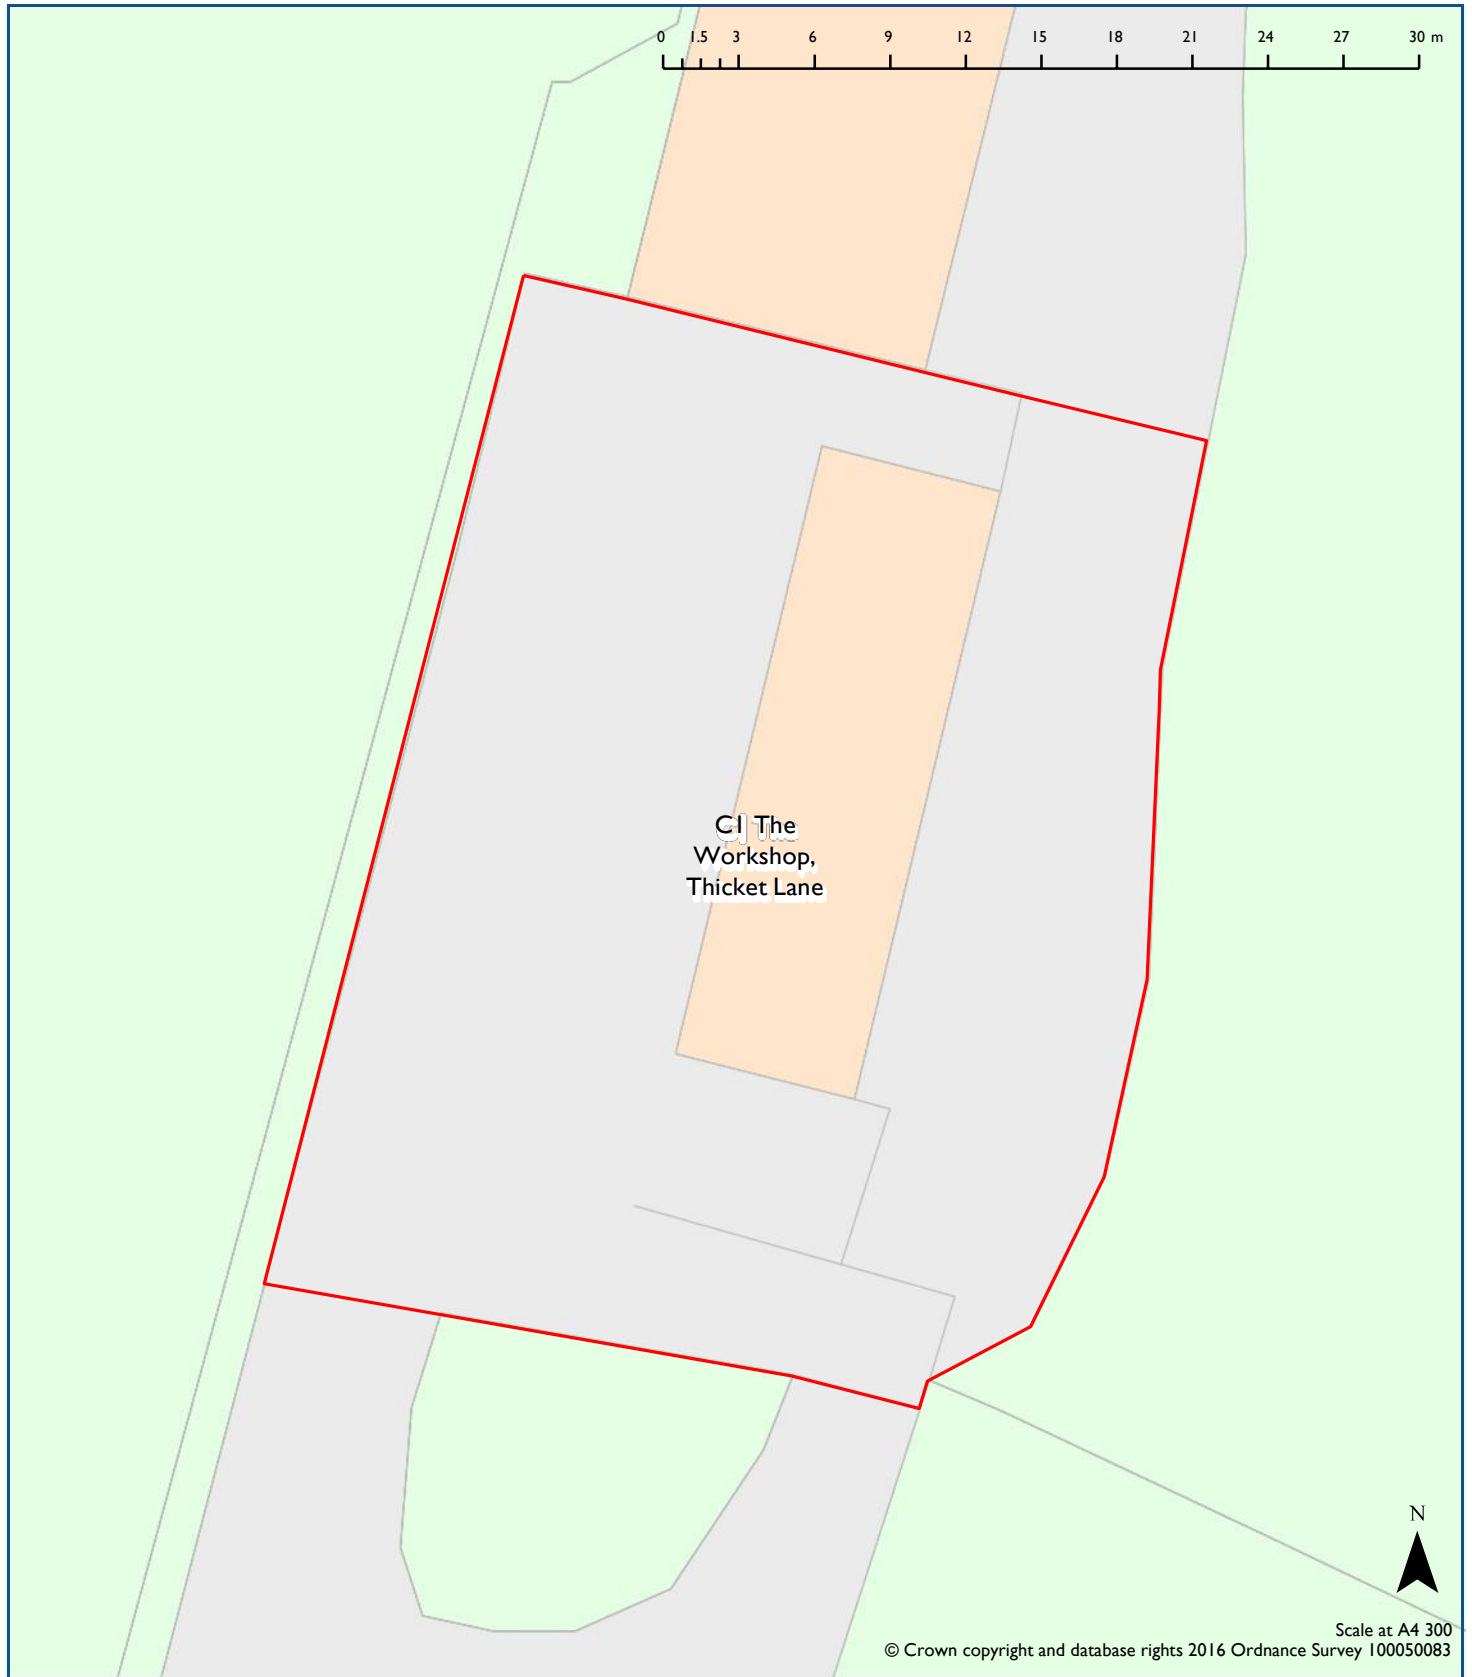 0 1.5 3 6 9 12 15 18 21 24 27 30 m
C1 The
Workshop,
Thicket Lane
N
Scale at A4 300
© Crown copyright and database rights 2016 Ordnance Survey 100050083